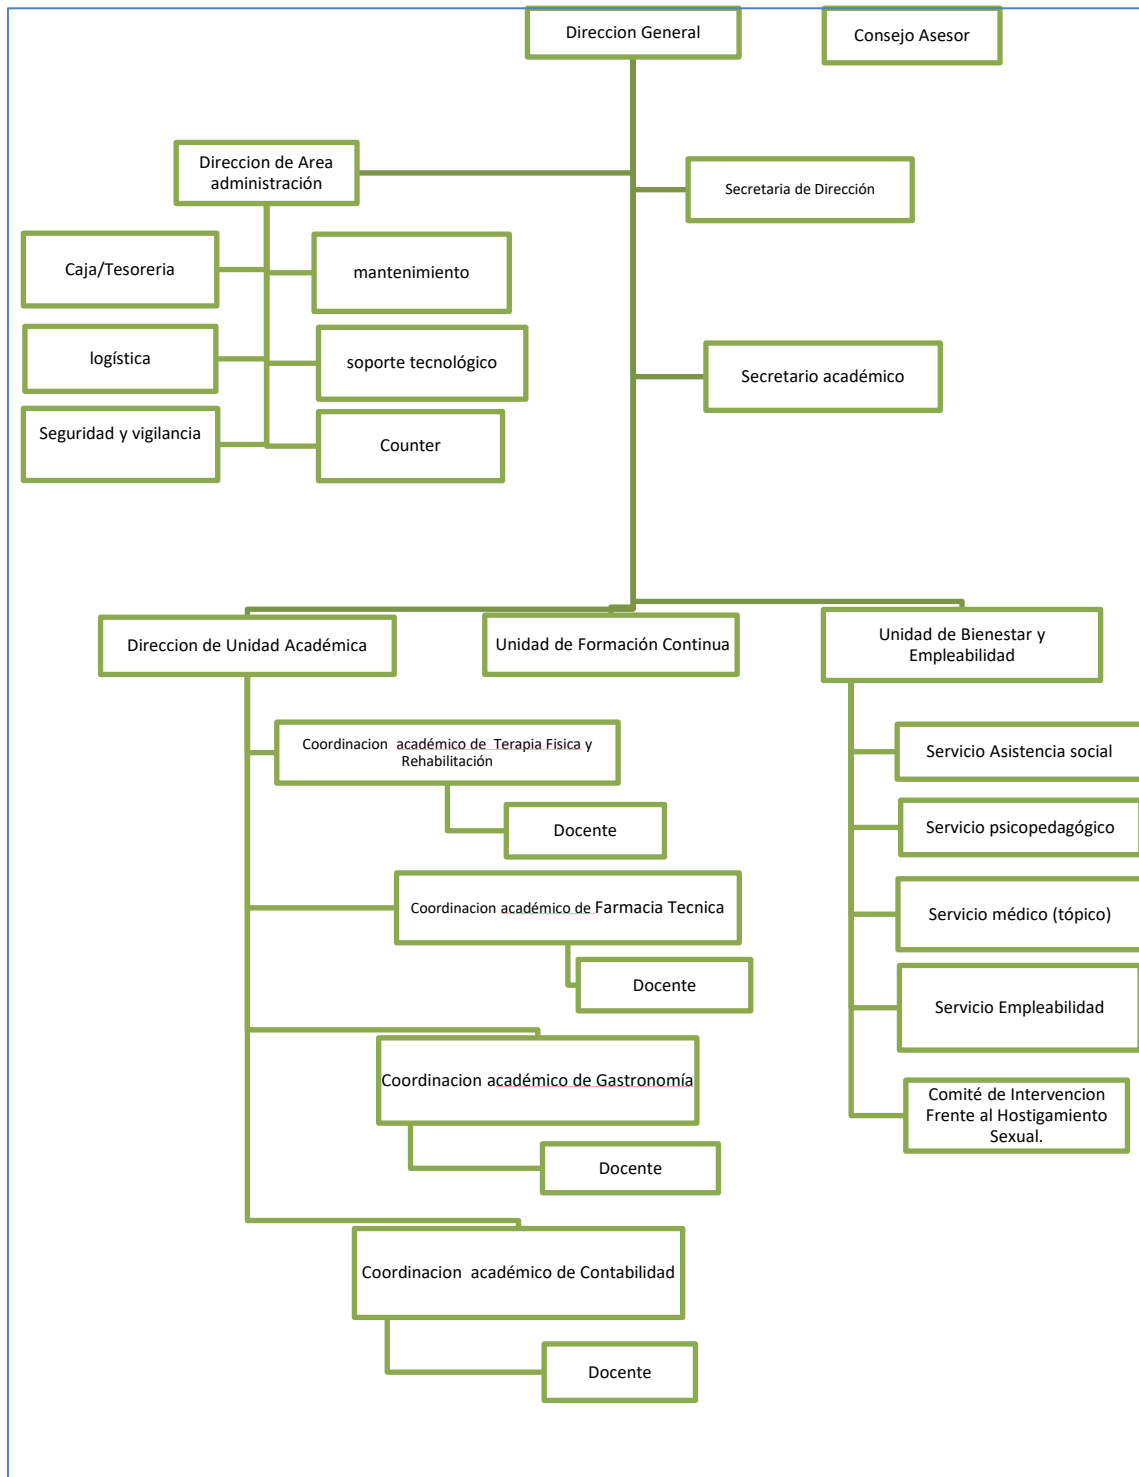 Direccion General
Consejo Asesor
Direccion de Area
administración
Secretaria de Dirección
Caja/Tesoreria
mantenimiento
logística
soporte tecnológico
Secretario académico
Seguridad y vigilancia
Counter
Direccion de Unidad Académica
Unidad de Formación Continua
Unidad de Bienestar y
Empleabilidad
Coordinacion  académico de  Terapia Fisica y
Rehabilitación
Servicio Asistencia social
Docente
Servicio psicopedagógico
Coordinacion académico de Farmacia Tecnica
Servicio médico (tópico)
Docente
Servicio Empleabilidad
Coordinacion académico de Gastronomía
Comité de Intervencion
Frente al Hostigamiento
Sexual.
Docente
Coordinacion  académico de Contabilidad
Docente